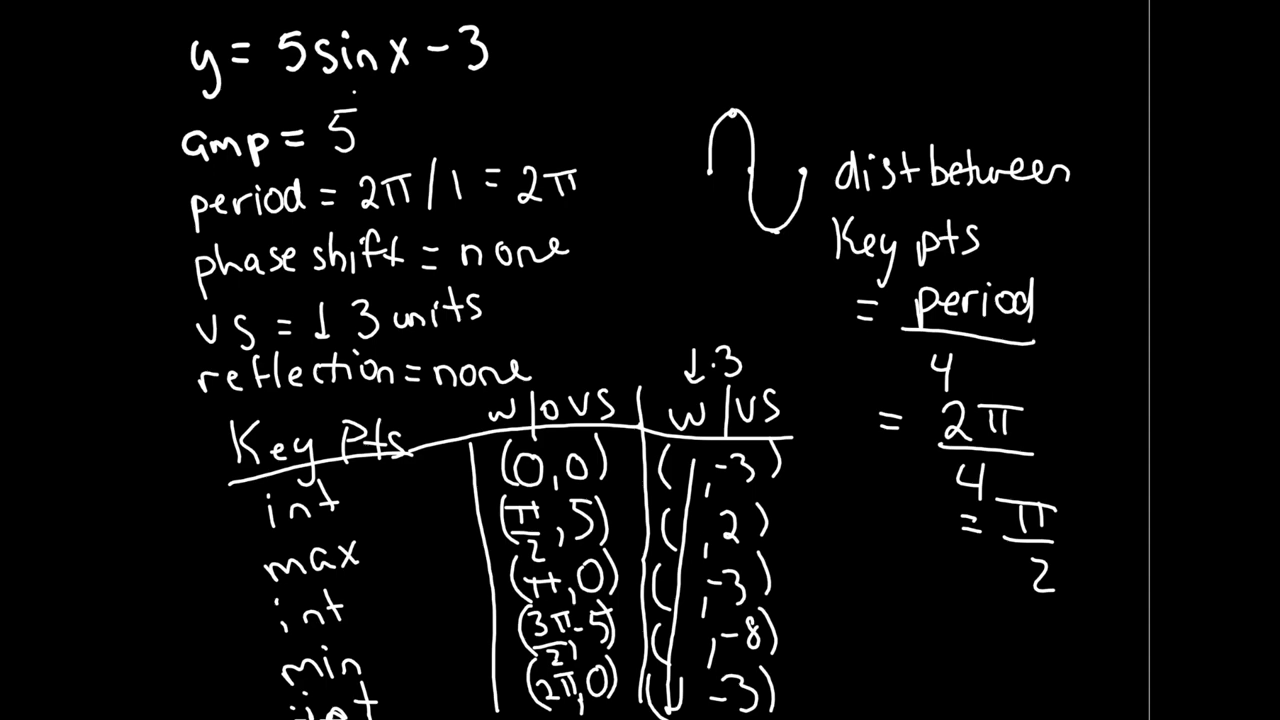 y = 5sinx - 3
amp = 5
period = 2π/1 = 2π
phase shift = none
VS = ↓ 3 units
reflection = none
dist between
Key pts
= period
4
= 2π
4
= π
2
↓ 3
Key Pts w/o VS w/VS
int (0,0) ( ,-3)
max (π/2,5) ( ,2)
int (π,0) ( ,-3)
min (3π/2,-5) ( ,-8)
int (2π,0) ( -3)